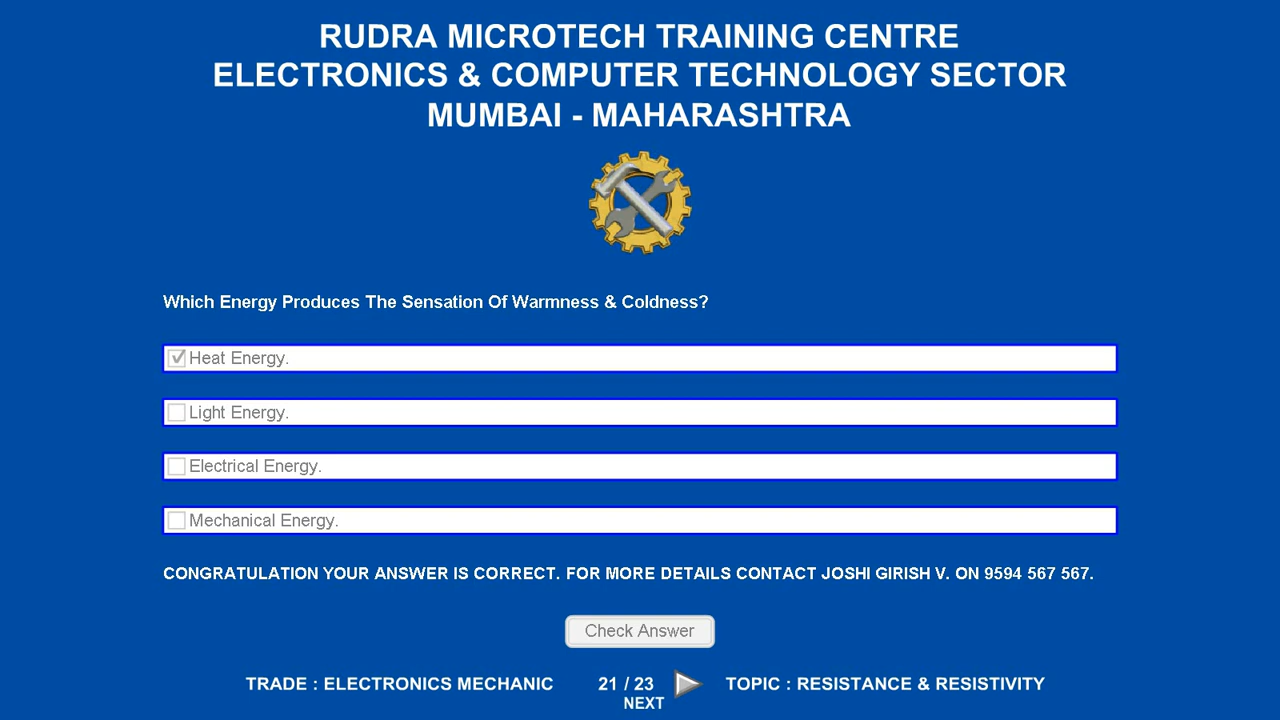 RUDRA MICROTECH TRAINING CENTRE
ELECTRONICS & COMPUTER TECHNOLOGY SECTOR
MUMBAI - MAHARASHTRA
Which Energy Produces The Sensation Of Warmness & Coldness?
Heat Energy.
Light Energy.
Electrical Energy.
Mechanical Energy.
CONGRATULATION YOUR ANSWER IS CORRECT. FOR MORE DETAILS CONTACT JOSHI GIRISH V. ON 9594 567 567.
Check Answer
TRADE : ELECTRONICS MECHANIC 21 / 23 TOPIC : RESISTANCE & RESISTIVITY
NEXT